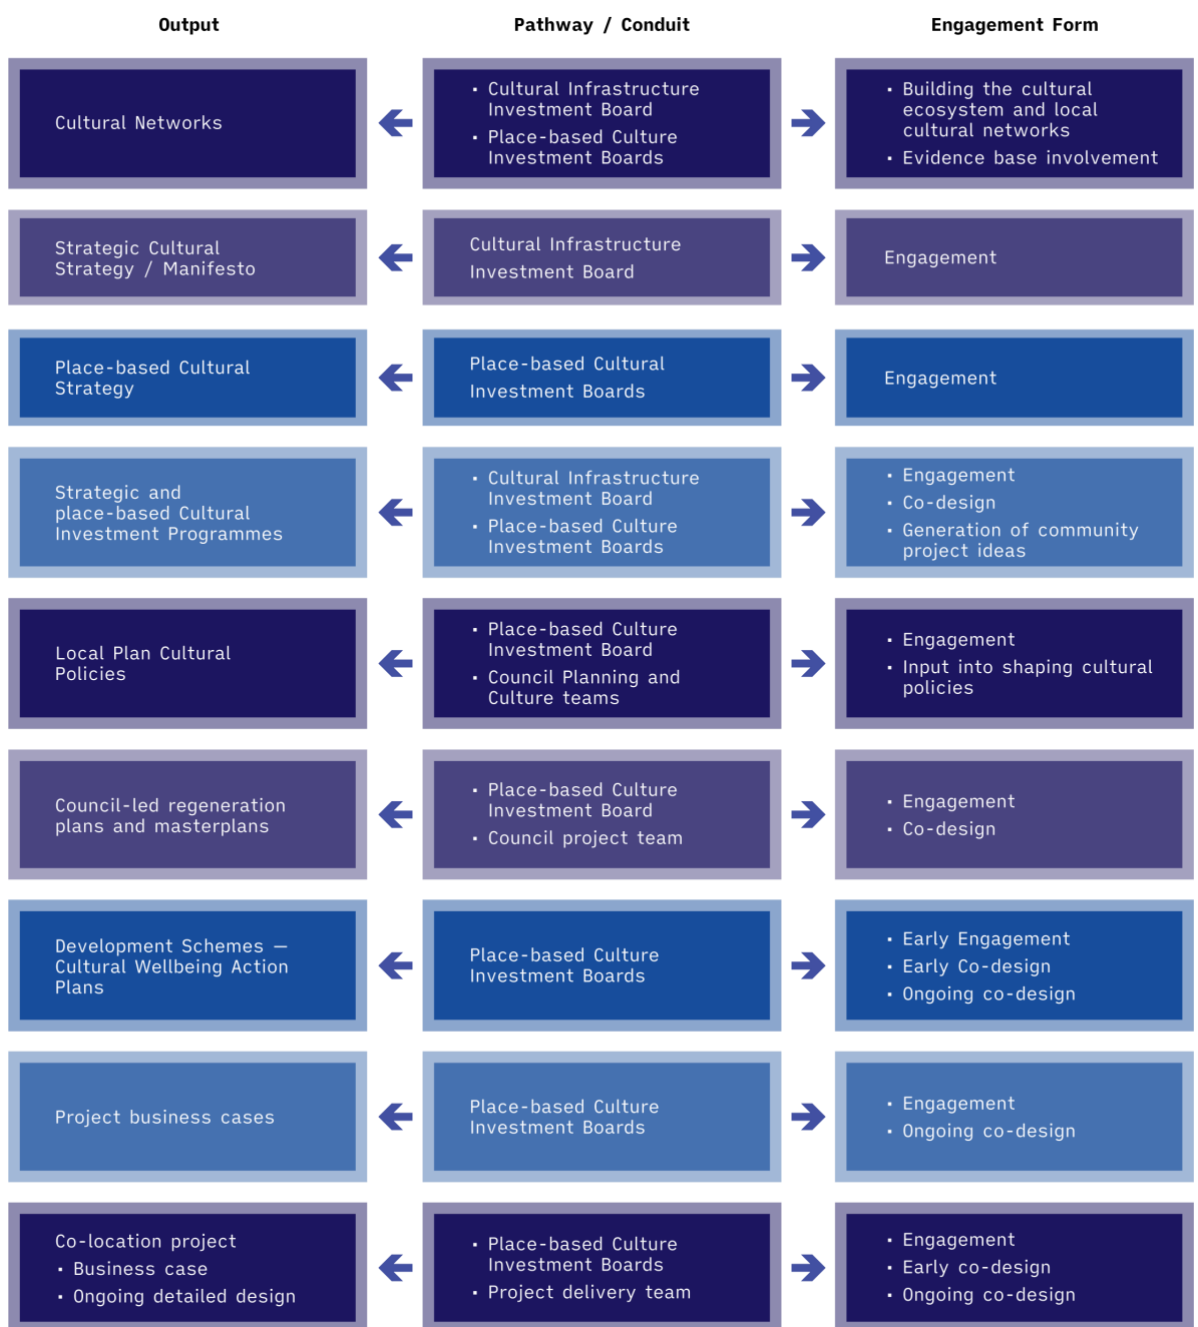 Output
Pathway / Conduit
Engagement Form
Cultural Networks
• Cultural Infrastructure
Investment Board
• Place-based Culture
Investment Boards
• Building the cultural
ecosystem and local
cultural networks
• Evidence base involvement
Strategic Cultural
Strategy / Manifesto
Cultural Infrastructure
Investment Board
Engagement
Place-based Cultural
Strategy
Place-based Cultural
Investment Boards
Engagement
Strategic and
place-based Cultural
Investment Programmes
• Cultural Infrastructure
Investment Board
• Place-based Culture
Investment Boards
• Engagement
• Co-design
• Generation of community
project ideas
Local Plan Cultural
Policies
• Place-based Culture
Investment Board
• Council Planning and
Culture teams
• Engagement
• Input into shaping cultural
policies
Council-led regeneration
plans and masterplans
• Place-based Culture
Investment Board
• Council project team
• Engagement
• Co-design
Development Schemes —
Cultural Wellbeing Action
Plans
Place-based Culture
Investment Boards
• Early Engagement
• Early Co-design
• Ongoing co-design
Project business cases
Place-based Culture
Investment Boards
• Engagement
• Ongoing co-design
Co-location project
• Business case
• Ongoing detailed design
• Place-based Culture
Investment Boards
• Project delivery team
• Engagement
• Early co-design
• Ongoing co-design